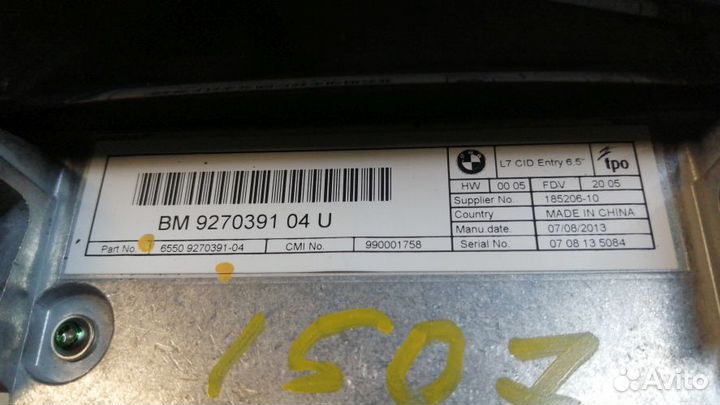 BMW
L7 CID Entry 6.5"
tpo
HW 00 05 FDV 20 05
Supplier No. 185206-10
Country MADE IN CHINA
Manu.date: 07/08/2013
Serial No. 07 08 13 5084
BM 9270391 04 U
Part No. 6550 9270391-04 CMI No. 990001758
1507
Avito